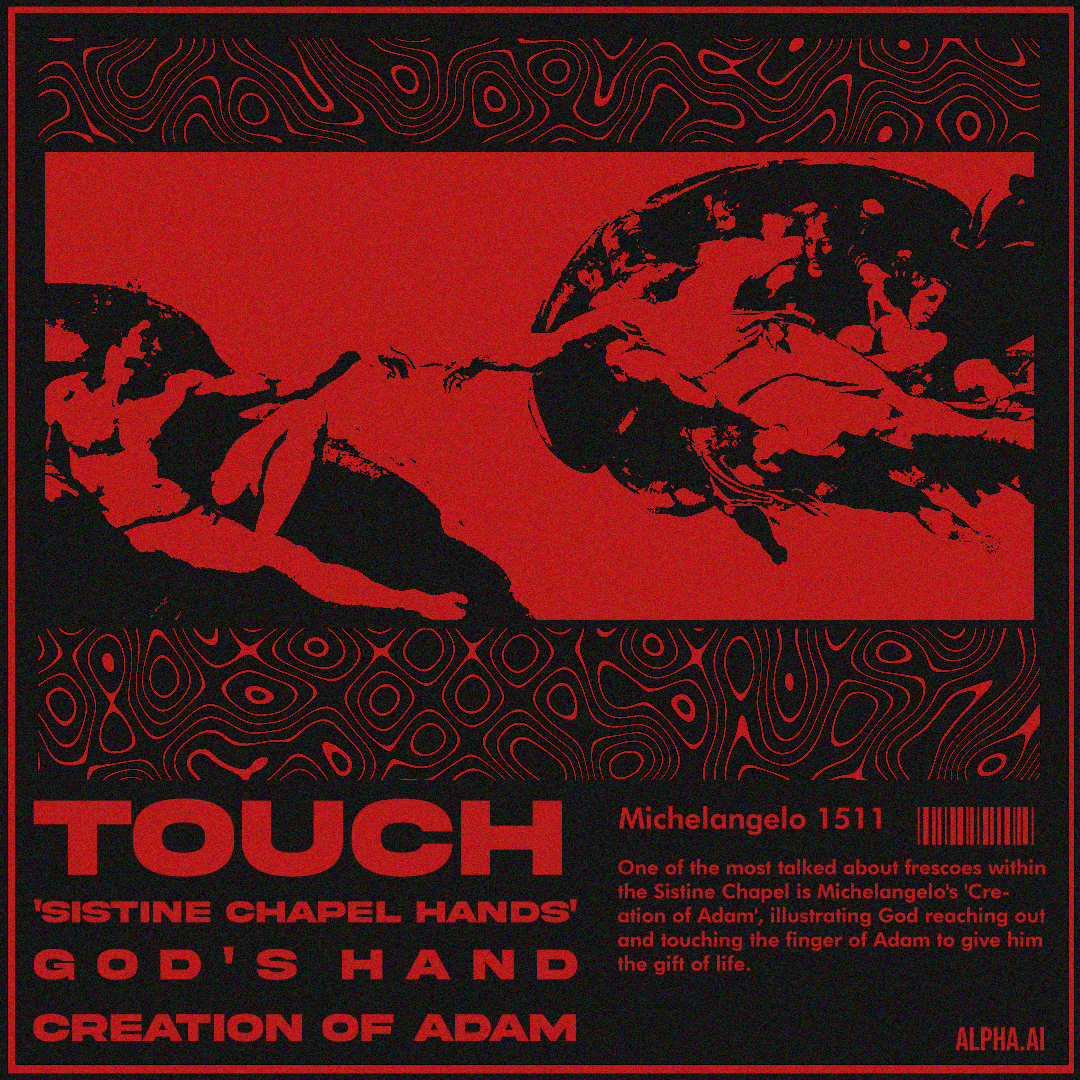 TOUCH
'SISTINE CHAPEL HANDS'
GOD'S HAND
CREATION OF ADAM
Michelangelo 1511
One of the most talked about frescoes within
the Sistine Chapel is Michelangelo's 'Cre-
ation of Adam', illustrating God reaching out
and touching the finger of Adam to give him
the gift of life.
ALPHA.AI